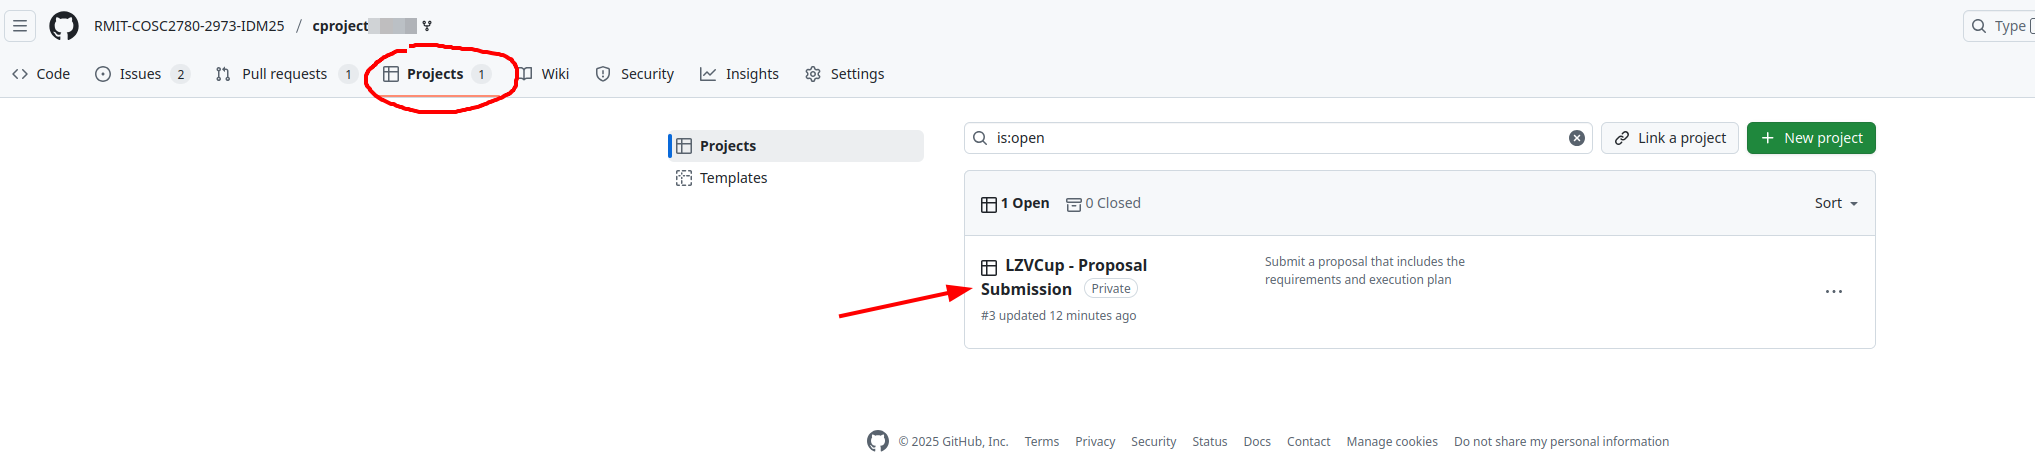 RMIT-COSC2780-2973-IDM25 / cproject
Type
Code Issues 2 Pull requests 1 Projects 1 Wiki Security Insights Settings
Projects
Templates
is:open
Link a project
New project
1 Open 0 Closed
Sort
LZVCup - Proposal
Submission Private
#3 updated 12 minutes ago
Submit a proposal that includes the
requirements and execution plan
© 2025 GitHub, Inc. Terms Privacy Security Status Docs Contact Manage cookies Do not share my personal information